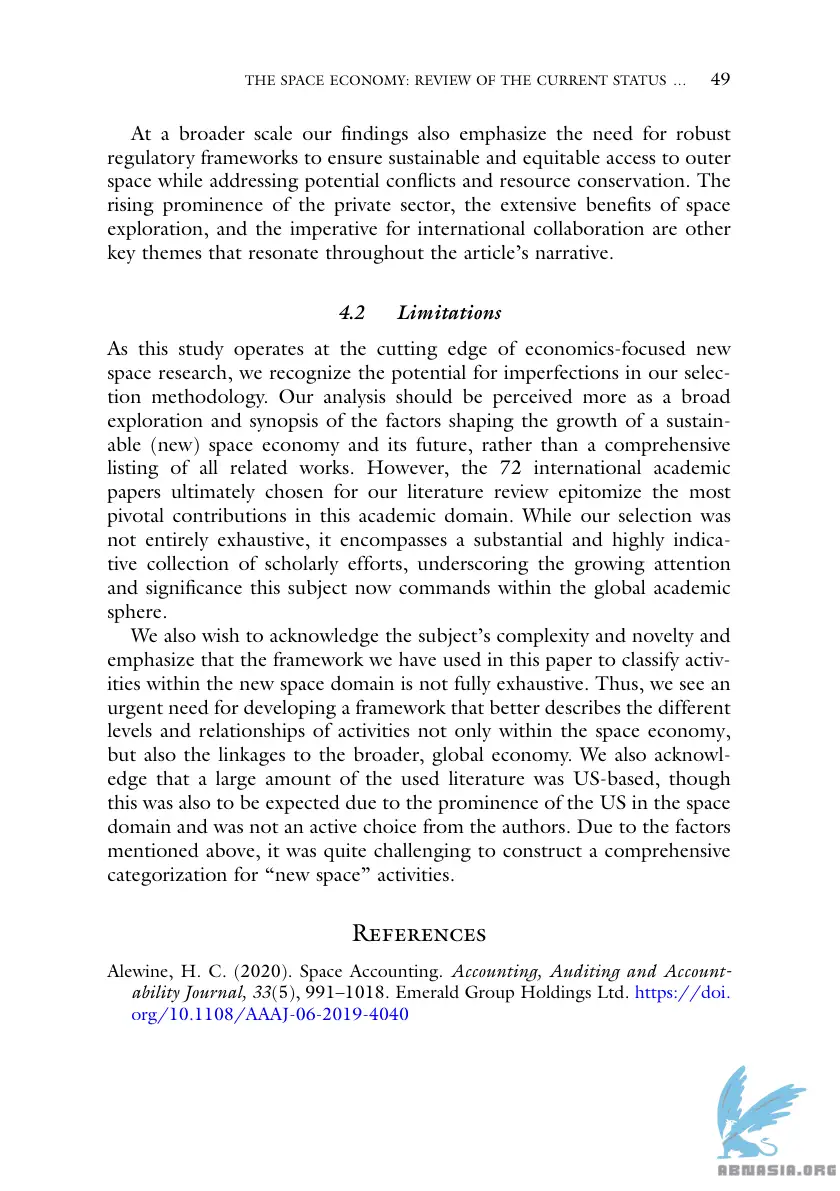 THE SPACE ECONOMY: REVIEW OF THE CURRENT STATUS ... 49
At a broader scale our findings also emphasize the need for robust
regulatory frameworks to ensure sustainable and equitable access to outer
space while addressing potential conflicts and resource conservation. The
rising prominence of the private sector, the extensive benefits of space
exploration, and the imperative for international collaboration are other
key themes that resonate throughout the article's narrative.
4.2 Limitations
As this study operates at the cutting edge of economics-focused new
space research, we recognize the potential for imperfections in our selec-
tion methodology. Our analysis should be perceived more as a broad
exploration and synopsis of the factors shaping the growth of a sustain-
able (new) space economy and its future, rather than a comprehensive
listing of all related works. However, the 72 international academic
papers ultimately chosen for our literature review epitomize the most
pivotal contributions in this academic domain. While our selection was
not entirely exhaustive, it encompasses a substantial and highly indica-
tive collection of scholarly efforts, underscoring the growing attention
and significance this subject now commands within the global academic
sphere.
We also wish to acknowledge the subject's complexity and novelty and
emphasize that the framework we have used in this paper to classify activ-
ities within the new space domain is not fully exhaustive. Thus, we see an
urgent need for developing a framework that better describes the different
levels and relationships of activities not only within the space economy,
but also the linkages to the broader, global economy. We also acknowl-
edge that a large amount of the used literature was US-based, though
this was also to be expected due to the prominence of the US in the space
domain and was not an active choice from the authors. Due to the factors
mentioned above, it was quite challenging to construct a comprehensive
categorization for “new space” activities.
References
Alewine, H. C. (2020). Space Accounting. Accounting, Auditing and Account-
ability Journal, 33(5), 991–1018. Emerald Group Holdings Ltd. https://doi.
org/10.1108/AAAJ-06-2019-4040
ABNASIA.ORG